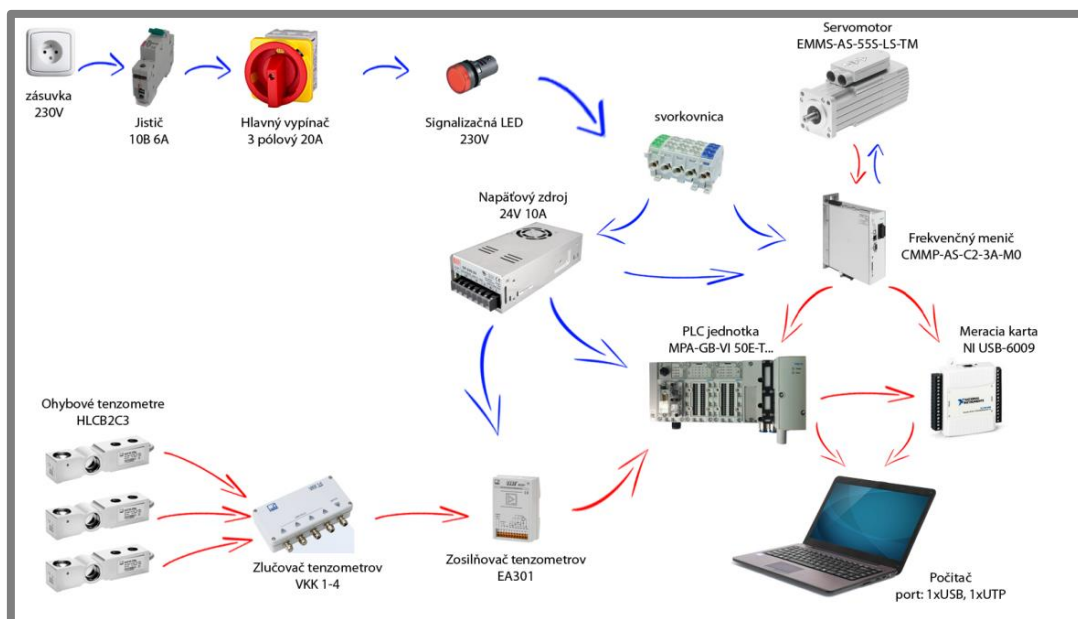 Servomotor
EMMS-AS-55S-LS-TM
zásuvka
230V
Jistič
10B 6A
Hlavný vypínač
3 pólový 20A
Signalizačná LED
230V
svorkovnica
Napäťový zdroj
24V 10A
Frekvenčný menič
CMMP-AS-C2-3A-M0
PLC jednotka
MPA-GB-VI 50E-T...
Meracia karta
NI USB-6009
Ohybové tenzometre
HLCB2C3
Zlučovač tenzometrov
VKK 1-4
Zosilňovač tenzometrov
EA301
Počítač
port: 1xUSB, 1xUTP